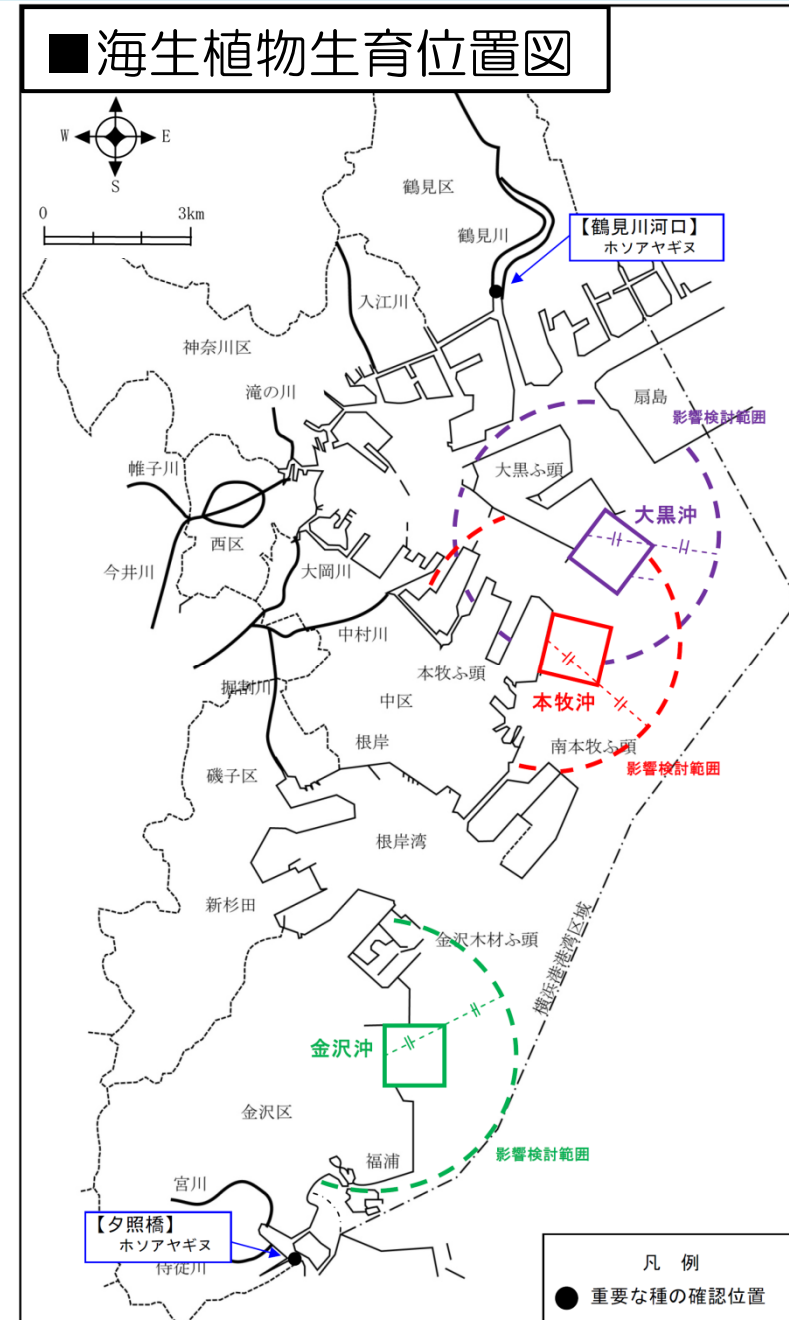 ■海生植物生育位置図
W
E
S
0
3km
鶴見区
鶴見川
【鶴見川河口】
ホソアヤギヌ
入江川
神奈川区
滝の川
扇島
影響検討範囲
大黒ふ頭
帷子川
大黒沖
西区
大岡川
今井川
中村川
本牧ふ頭
掘割川
中区
本牧沖
根岸
南本牧ふ頭
影響検討範囲
磯子区
根岸湾
新杉田
金沢木材ふ頭
横浜港港湾区域
金沢沖
金沢区
福浦
影響検討範囲
宮川
【夕照橋】
ホソアヤギヌ
侍従川
凡 例
● 重要な種の確認位置